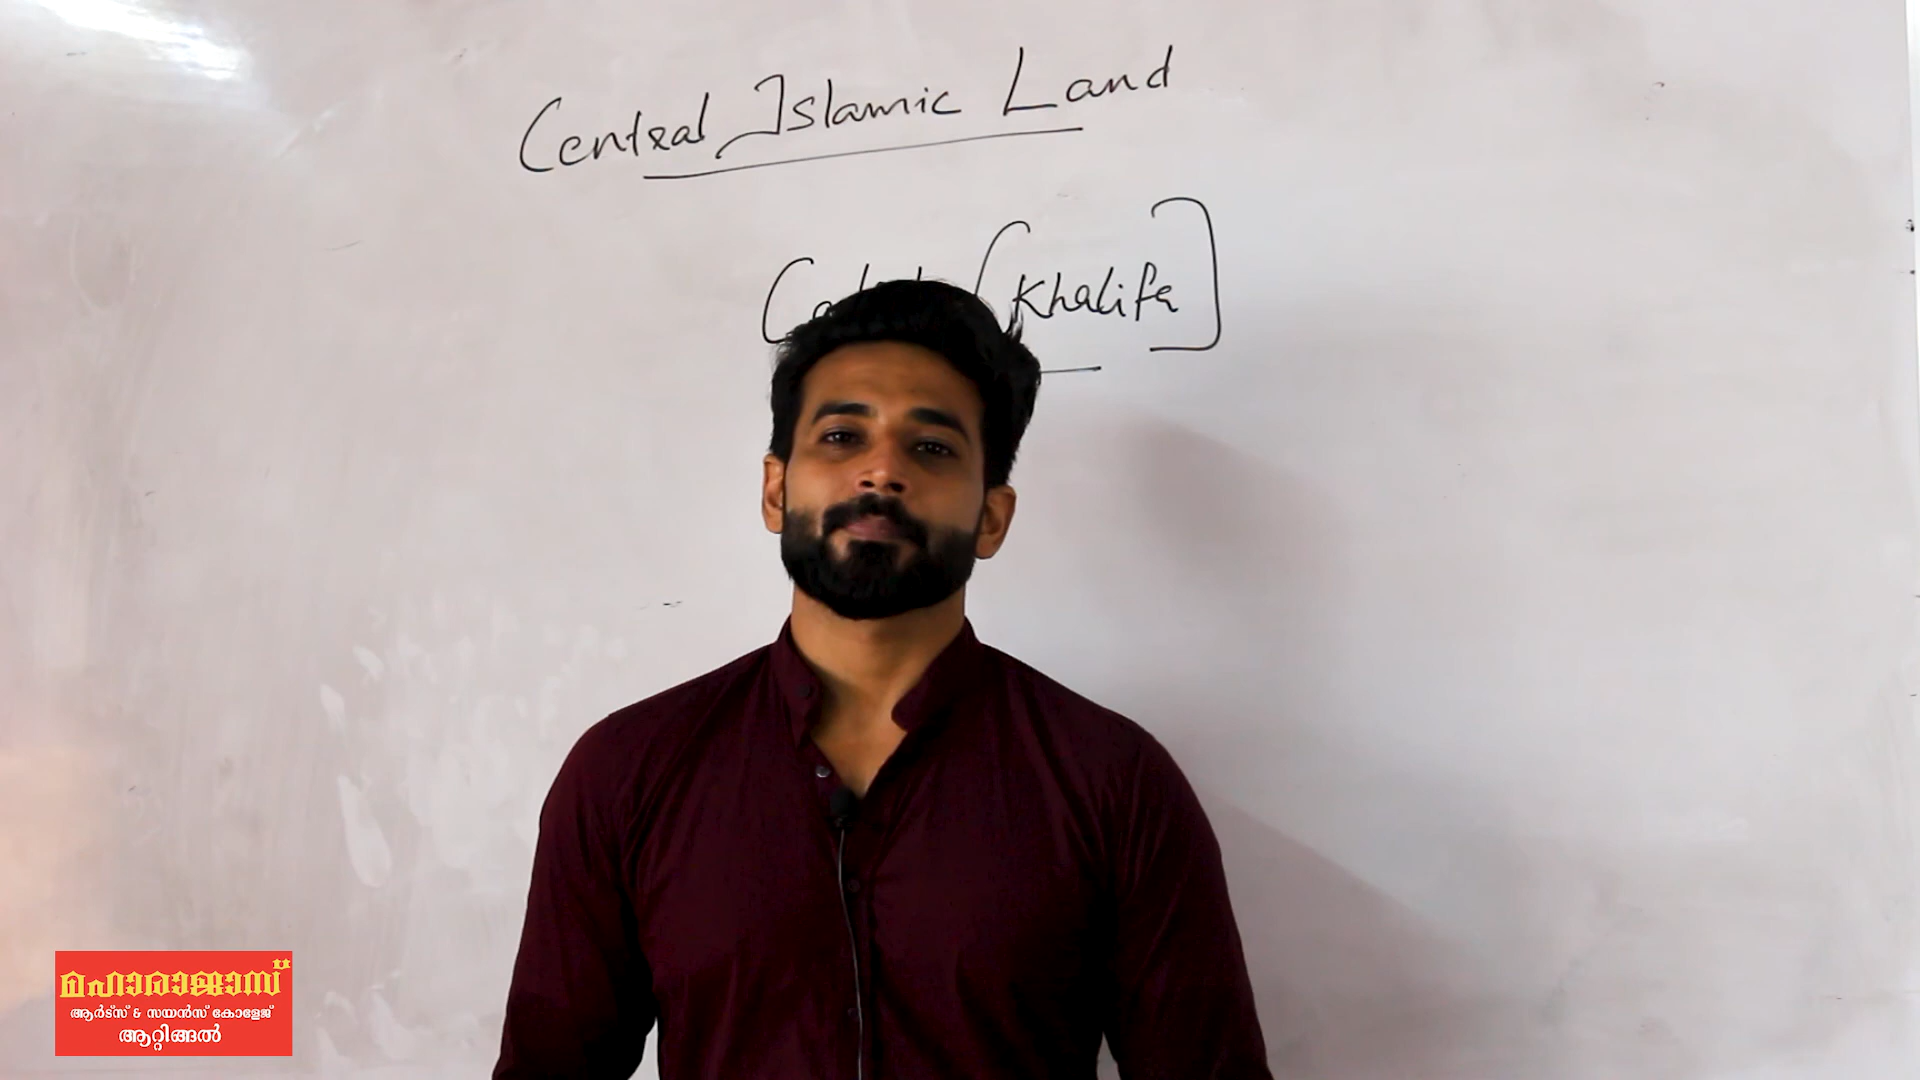 Central Islamic Land
[Khalifa]
മഹാരാജാസ്
ആർട്സ് & സയൻസ് കോളേജ്
ആറ്റിങ്ങൽ